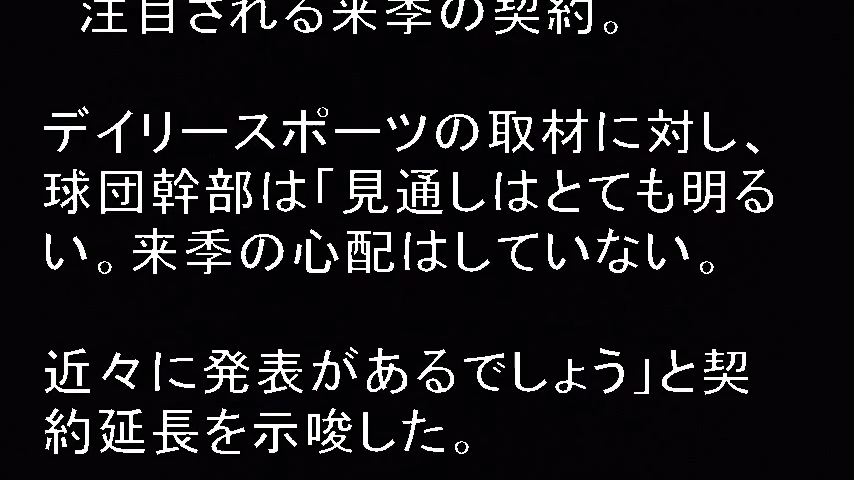 注目される来季の契約。
デイリースポーツの取材に対し、
球団幹部は「見通しはとても明る
い。来季の心配はしていない。
近々に発表があるでしょう」と契
約延長を示唆した。